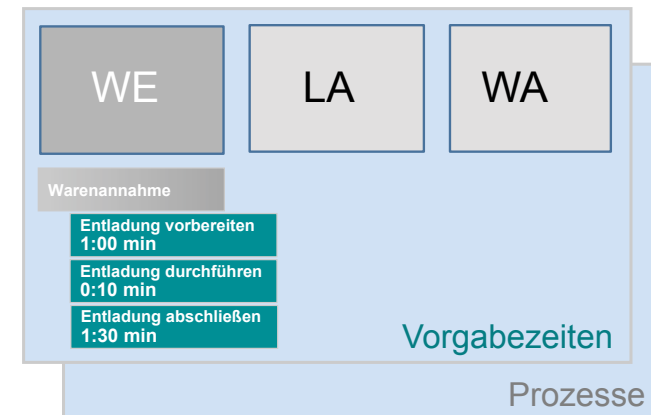 WE LA WA
Warenannahme
Entladung vorbereiten
1:00 min
Entladung durchführen
0:10 min
Entladung abschließen
1:30 min
Vorgabezeiten
Prozesse